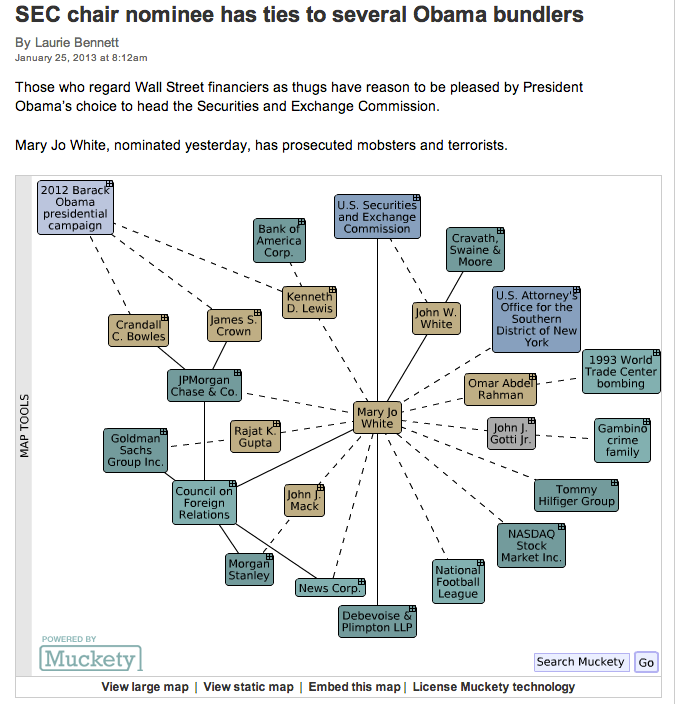 SEC chair nominee has ties to several Obama bundlers
By Laurie Bennett
January 25, 2013 at 8:12am
Those who regard Wall Street financiers as thugs have reason to be pleased by President
Obama's choice to head the Securities and Exchange Commission.
Mary Jo White, nominated yesterday, has prosecuted mobsters and terrorists.
MAP TOOLS
2012 Barack
Obama
presidential
campaign
U.S. Securities
and Exchange
Commission
Bank of
America
Corp.
Cravath,
Swaine &
Moore
Kenneth
D. Lewis
U.S. Attorney's
Office for the
Southern
District of New
York
John W.
White
James S.
Crown
Crandall
C. Bowles
1993 World
Trade Center
bombing
JPMorgan
Chase & Co.
Omar Abdel
Rahman
Mary Jo
White
John J.
Gotti Jr.
Gambino
crime
family
Rajat K.
Gupta
Goldman
Sachs
Group Inc.
Council on
Foreign
Relations
John J.
Mack
Tommy
Hilfiger Group
NASDAQ
Stock
Market Inc.
Morgan
Stanley
News Corp.
National
Football
League
Debevoise &
Plimpton LLP
POWERED BY
Muckety
Search Muckety
Go
View large map | View static map | Embed this map | License Muckety technology